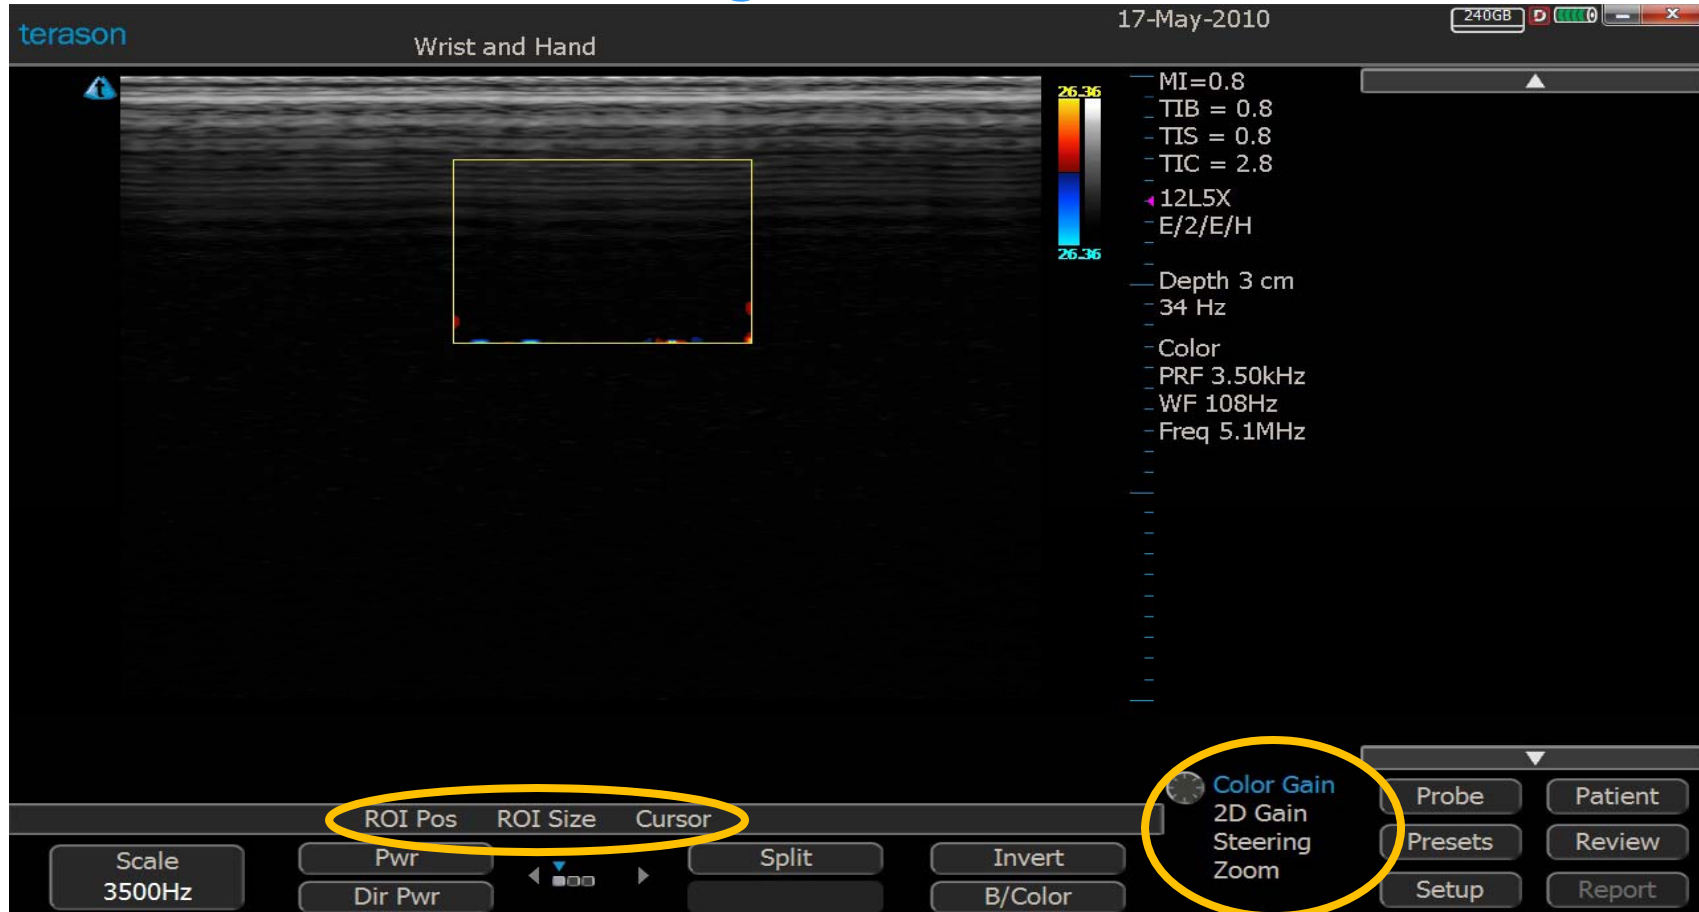 terason
Wrist and Hand
17-May-2010
240GB
D
26.36
26.36
MI=0.8
TIB = 0.8
TIS = 0.8
TIC = 2.8
12L5X
E/2/E/H
Depth 3 cm
34 Hz
Color
PRF 3.50kHz
WF 108Hz
Freq 5.1MHz
ROI Pos ROI Size Cursor
Color Gain
2D Gain
Steering
Zoom
Scale
3500Hz
Pwr
Dir Pwr
Split
Invert
B/Color
Probe
Patient
Presets
Review
Setup
Report